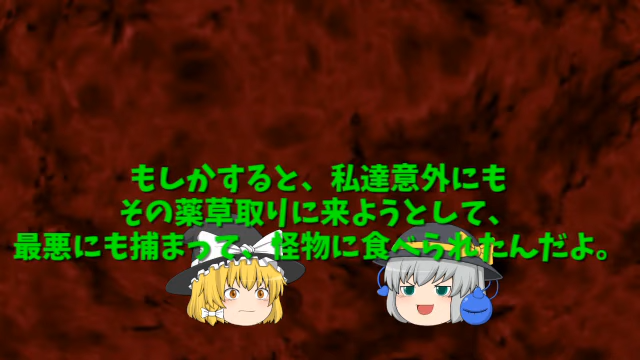 もしかすると、私達意外にも
その薬草取りに来ようとして、
最悪にも捕まって、怪物に食べられたんだよ。